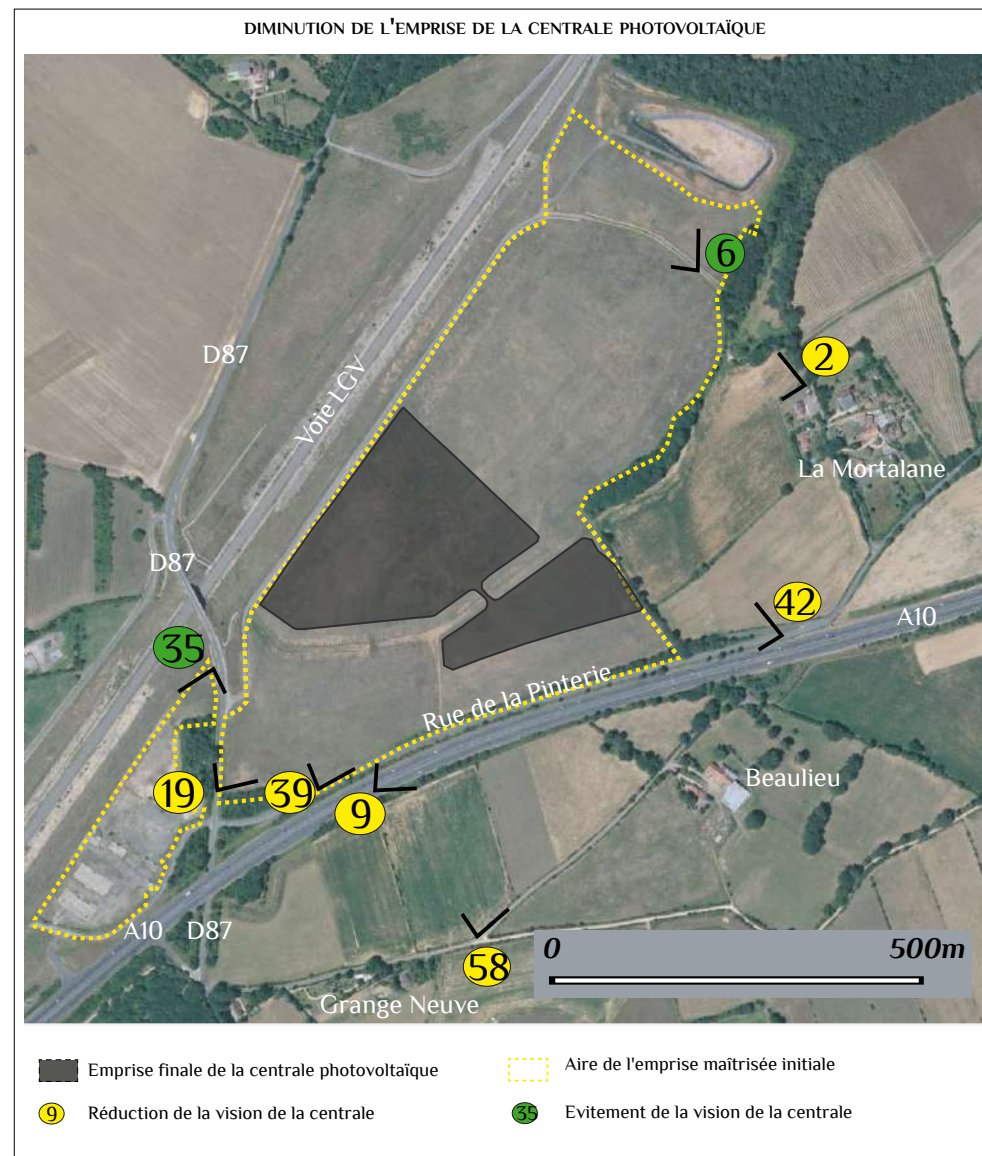 DIMINUTION DE L'EMPRISE DE LA CENTRALE PHOTOVOLTAÏQUE
6
D87
2
Voie LGV
La Mortalane
D87
42
A10
35
Rue de la Pinterie
Beaulieu
19
39
9
A10
D87
58
0
500m
Grange Neuve
Emprise finale de la centrale photovoltaïque
Aire de l'emprise maîtrisée initiale
9
Réduction de la vision de la centrale
35
Evitement de la vision de la centrale